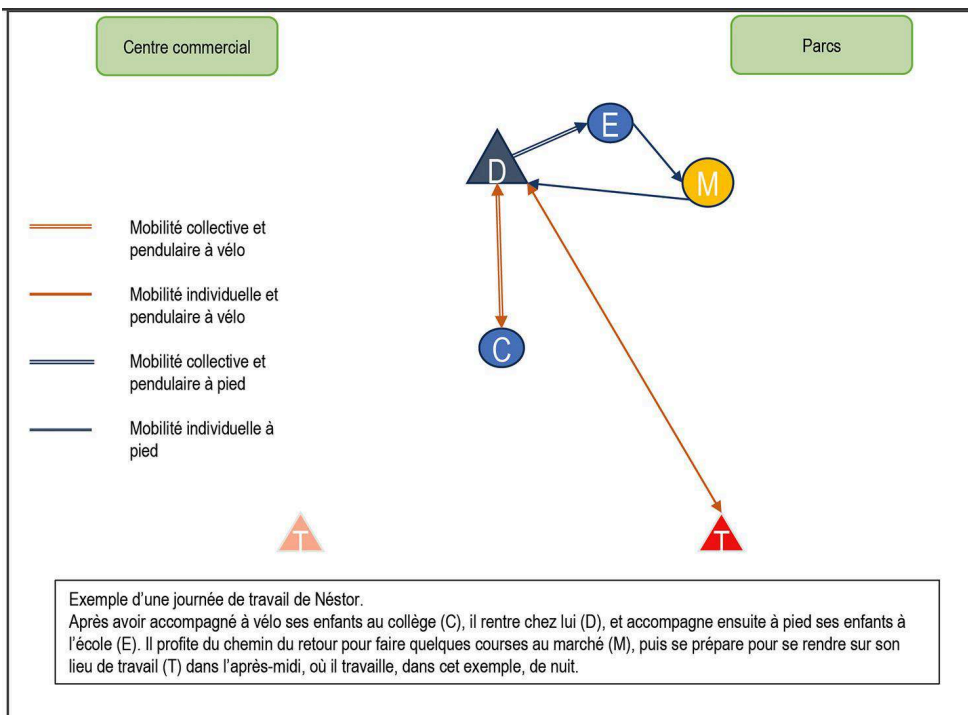 Centre commercial
Parcs
E
D
M
Mobilité collective et
pendulaire à vélo
Mobilité individuelle et
pendulaire à vélo
C
Mobilité collective et
pendulaire à pied
Mobilité individuelle à
pied
T
T
Exemple d'une journée de travail de Néstor.
Après avoir accompagné à vélo ses enfants au collège (C), il rentre chez lui (D), et accompagne ensuite à pied ses enfants à
l'école (E). Il profite du chemin du retour pour faire quelques courses au marché (M), puis se prépare pour se rendre sur son
lieu de travail (T) dans l'après-midi, où il travaille, dans cet exemple, de nuit.